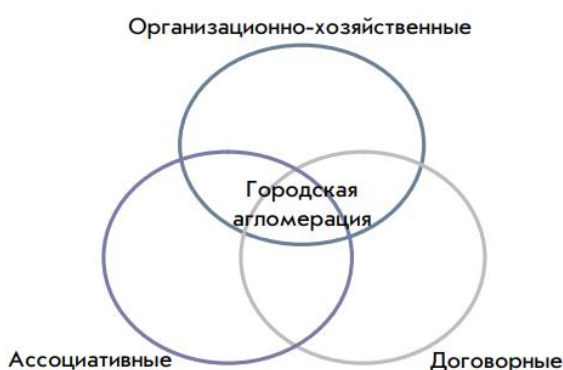 Организационно-хозяйственные
Городская
агломерация
Ассоциативные
Договорные